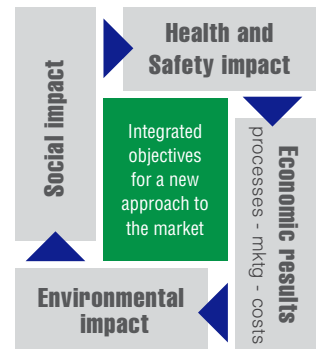 Health and
Safety impact
Social impact
Integrated
objectives
for a new
approach to
the market
Economic results
processes - mktg - costs
Environmental
impact